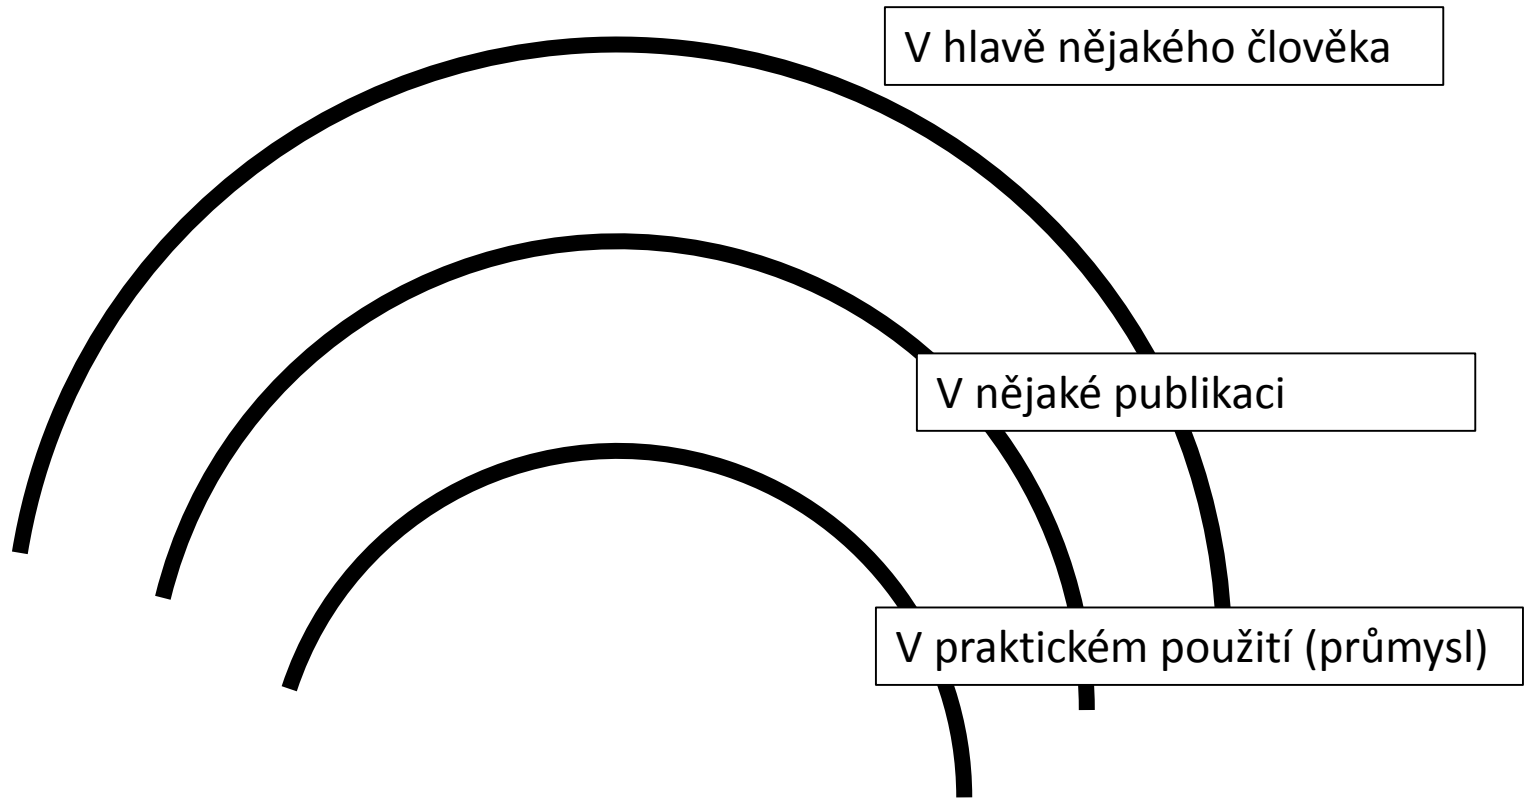 V hlavě nějakého člověka
V nějaké publikaci
V praktickém použití (průmysl)